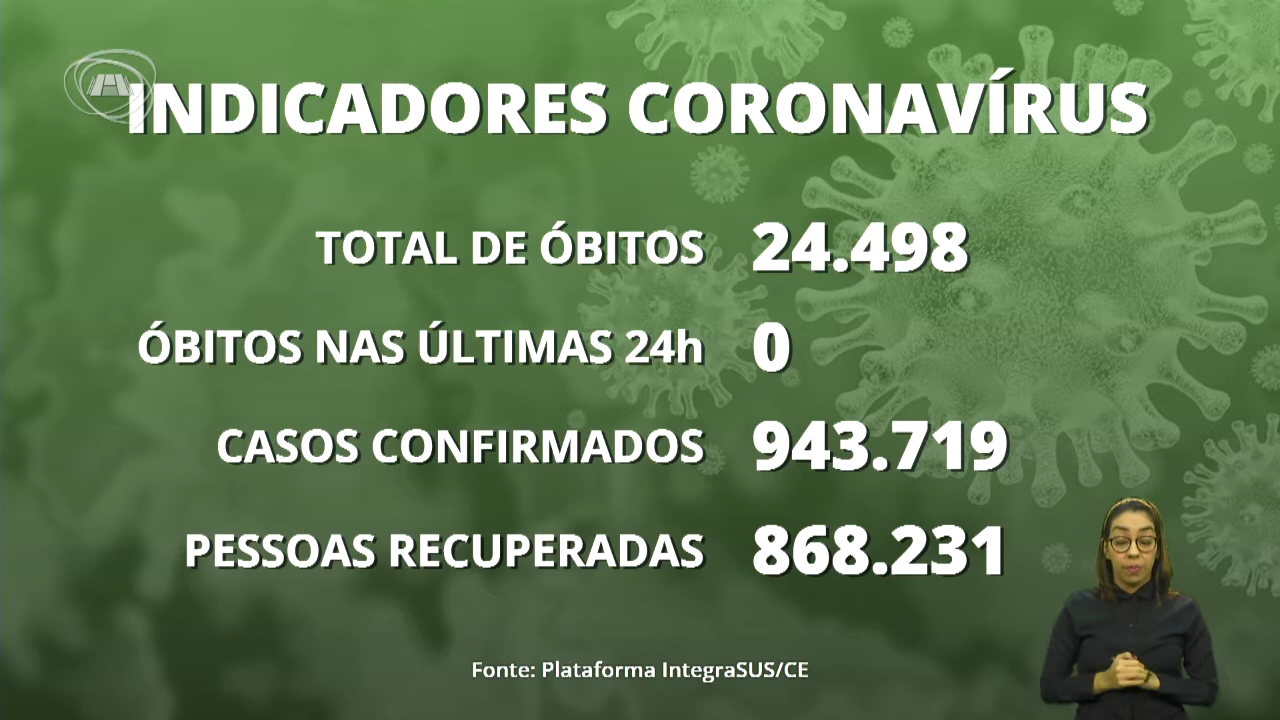 INDICADORES CORONAVÍRUS
TOTAL DE ÓBITOS 24.498
ÓBITOS NAS ÚLTIMAS 24h 0
CASOS CONFIRMADOS 943.719
PESSOAS RECUPERADAS 868.231
Fonte: Plataforma IntegraSUS/CE